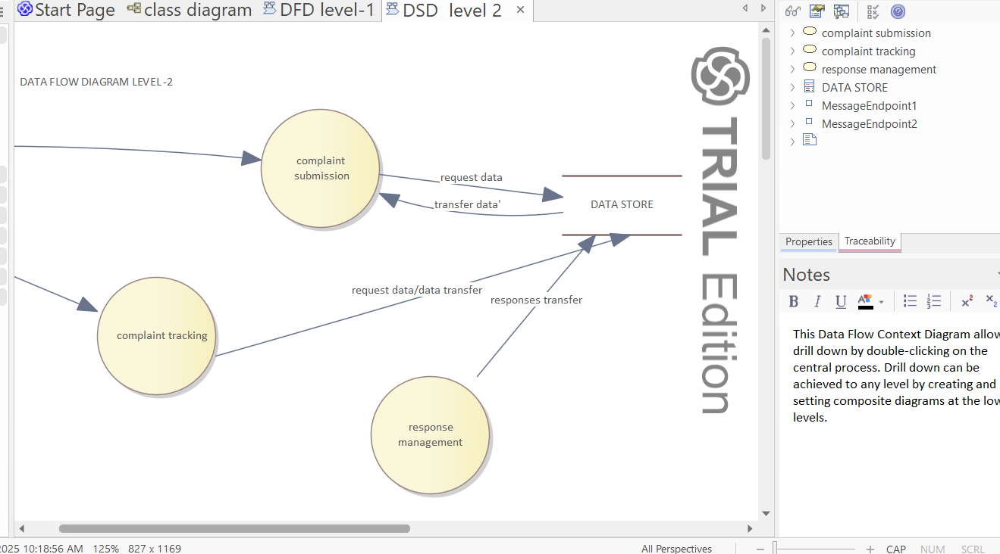 Start Page class diagram DFD level-1 DSD level 2 ×
DATA FLOW DIAGRAM LEVEL-2
complaint
submission
request data
transfer data'
DATA STORE
request data/data transfer
responses transfer
complaint tracking
response
management
TRIAL Edition
complaint submission
complaint tracking
response management
DATA STORE
MessageEndpoint1
MessageEndpoint2
Properties Traceability
Notes
B I U A x² x₂
This Data Flow Context Diagram allow
drill down by double-clicking on the
central process. Drill down can be
achieved to any level by creating and
setting composite diagrams at the low
levels.
2025 10:18:56 AM 125% 827 x 1169 All Perspectives CAP NUM SCRL